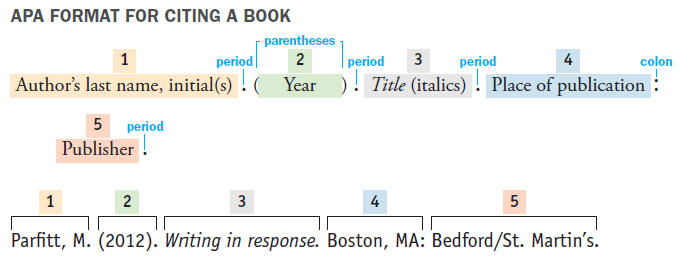 APA FORMAT FOR CITING A BOOK
parentheses
1 period 2 period 3 period 4 colon
Author's last name, initial(s) . ( Year ) . Title (italics) . Place of publication :
5 period
Publisher .
1 2 3 4 5
Parfitt, M. (2012). Writing in response. Boston, MA: Bedford/St. Martin's.